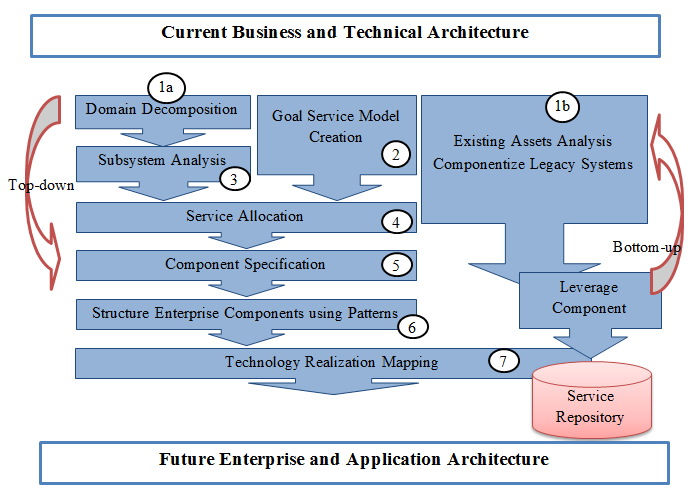 Current Business and Technical Architecture
1a
Domain Decomposition
Subsystem Analysis
3
Goal Service Model
Creation
2
1b
Existing Assets Analysis
Componentize Legacy Systems
Top-down
Service Allocation
4
Bottom-up
Component Specification
5
Leverage
Component
Structure Enterprise Components using Patterns
6
Technology Realization Mapping
7
Service
Repository
Future Enterprise and Application Architecture